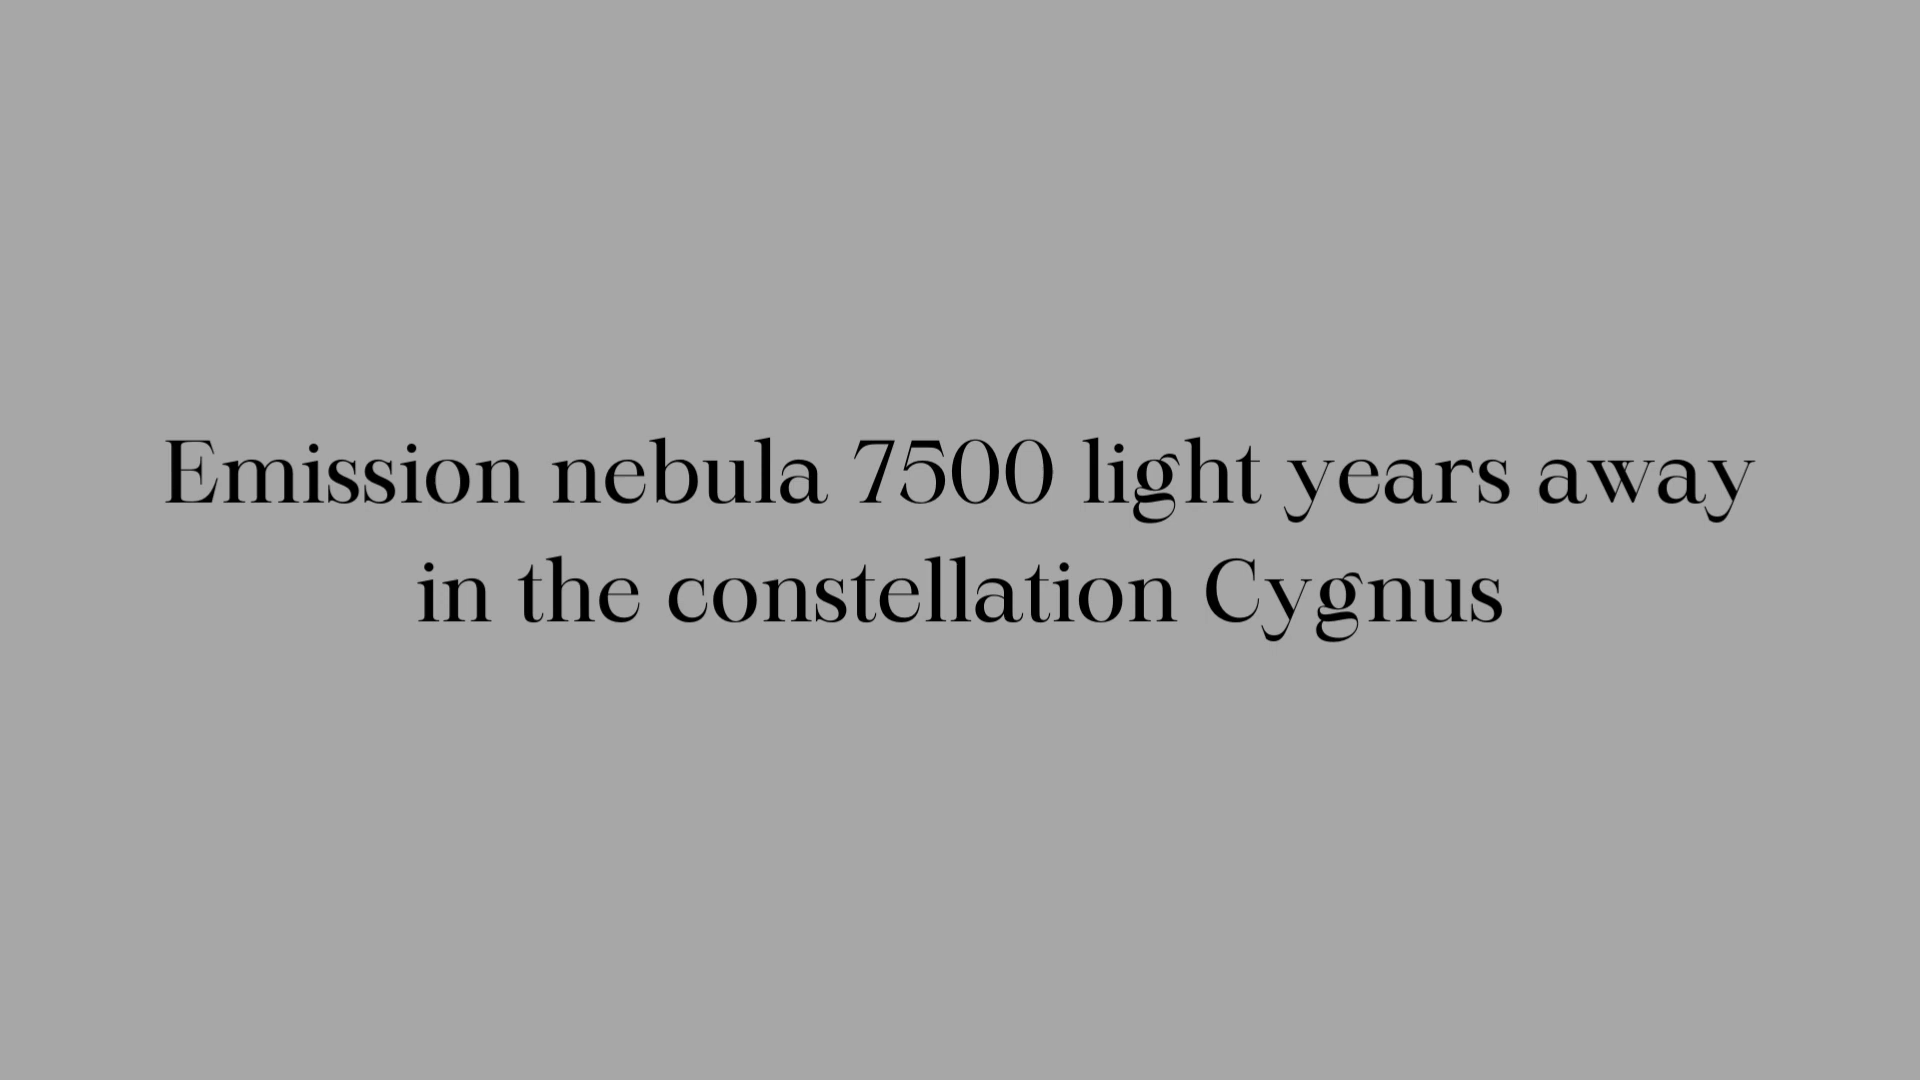 Emission nebula 7500 light years away
in the constellation Cygnus